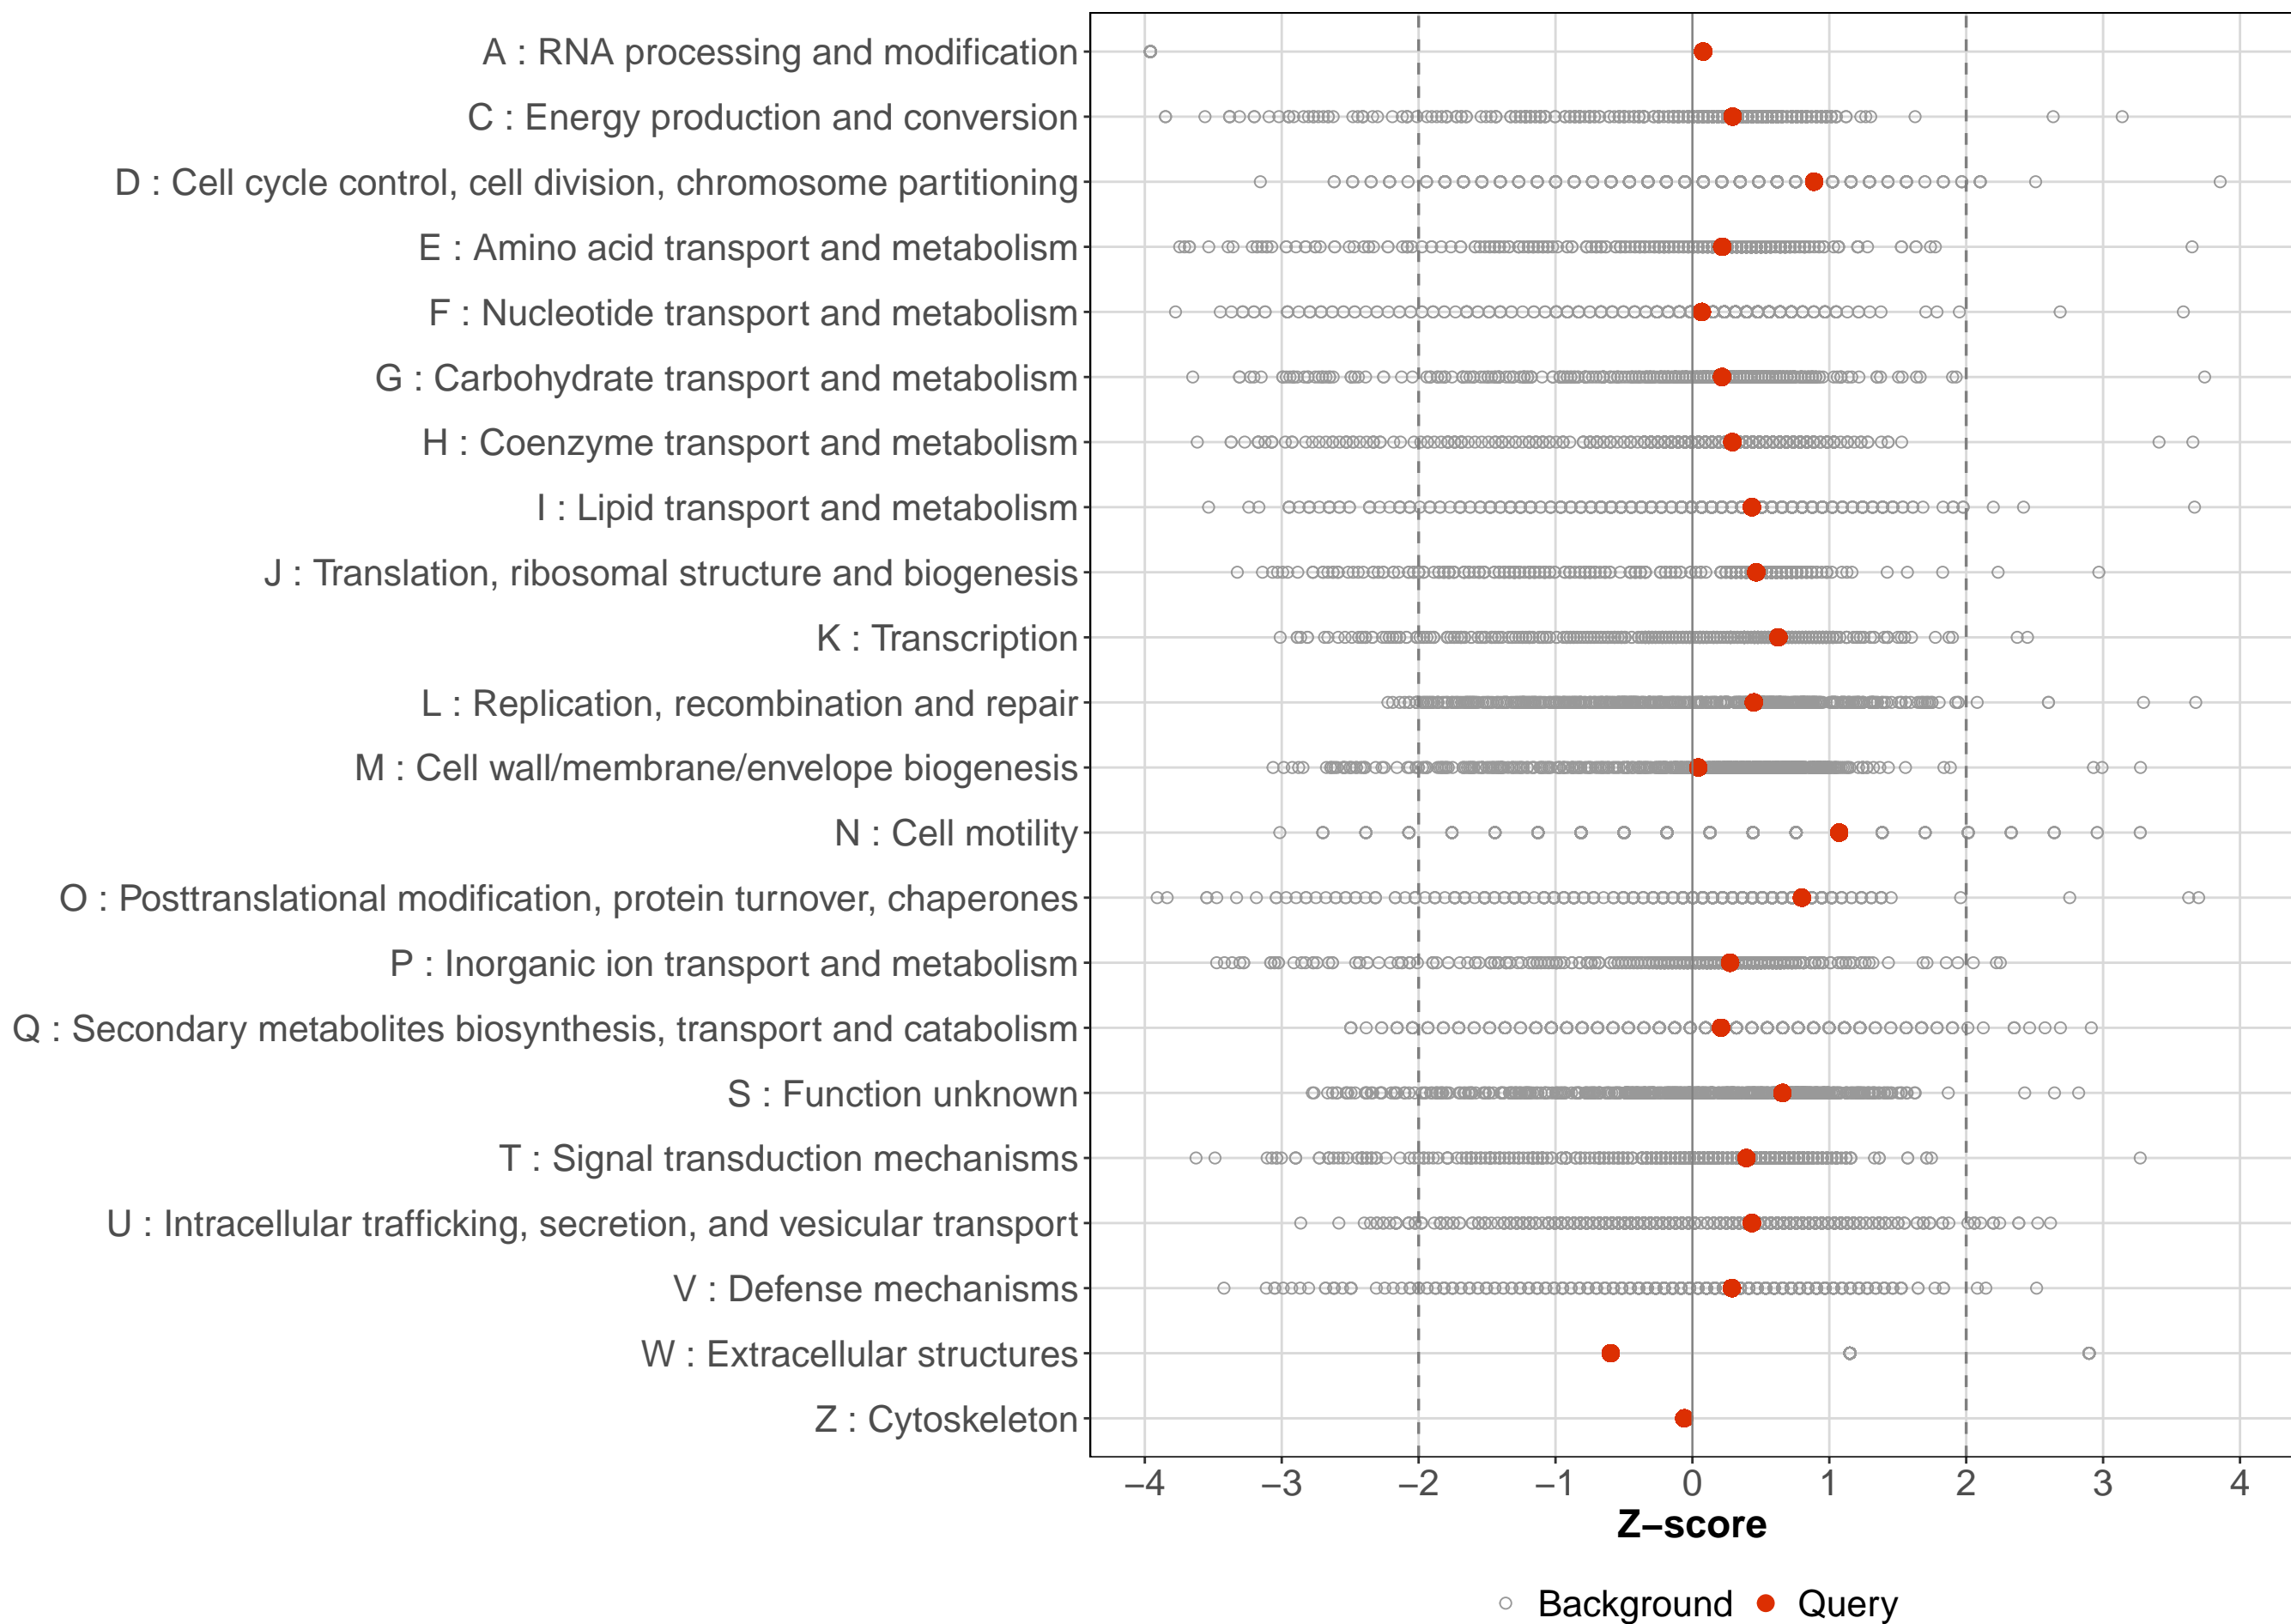 A : RNA processing and modification
C : Energy production and conversion
D : Cell cycle control, cell division, chromosome partitioning
E : Amino acid transport and metabolism
F : Nucleotide transport and metabolism
G : Carbohydrate transport and metabolism
H : Coenzyme transport and metabolism
I : Lipid transport and metabolism
J : Translation, ribosomal structure and biogenesis
K : Transcription
L : Replication, recombination and repair
M : Cell wall/membrane/envelope biogenesis
N : Cell motility
O : Posttranslational modification, protein turnover, chaperones
P : Inorganic ion transport and metabolism
Q : Secondary metabolites biosynthesis, transport and catabolism
S : Function unknown
T : Signal transduction mechanisms
U : Intracellular trafficking, secretion, and vesicular transport
V : Defense mechanisms
W : Extracellular structures
Z : Cytoskeleton
−4 −3 −2 −1 0 1 2 3 4
Z−score
Background Query